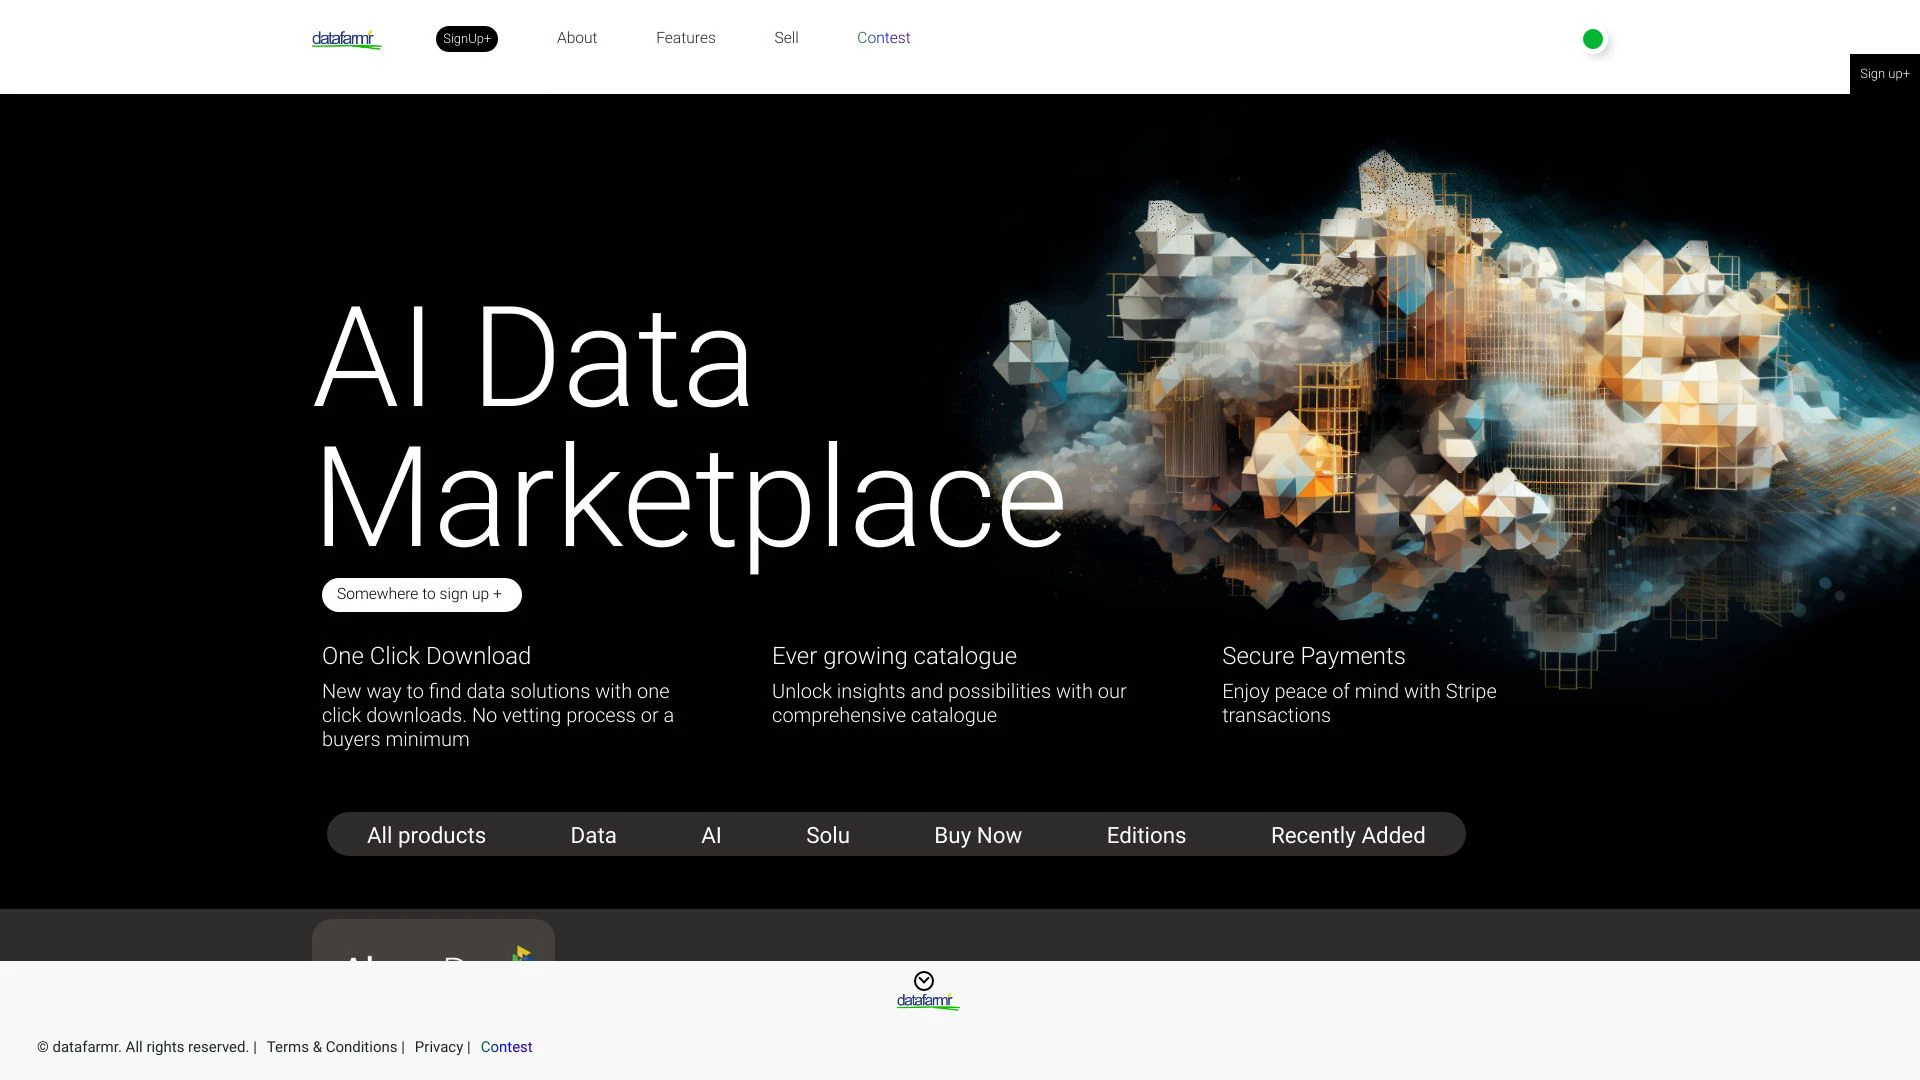 datafarmr
SignUp+
About
Features
Sell
Contest
Sign up+
AI Data
Marketplace
Somewhere to sign up +
One Click Download
New way to find data solutions with one
click downloads. No vetting process or a
buyers minimum
Ever growing catalogue
Unlock insights and possibilities with our
comprehensive catalogue
Secure Payments
Enjoy peace of mind with Stripe
transactions
All products
Data
AI
Solu
Buy Now
Editions
Recently Added
datafarmr
© datafarmr. All rights reserved. | Terms & Conditions | Privacy | Contest